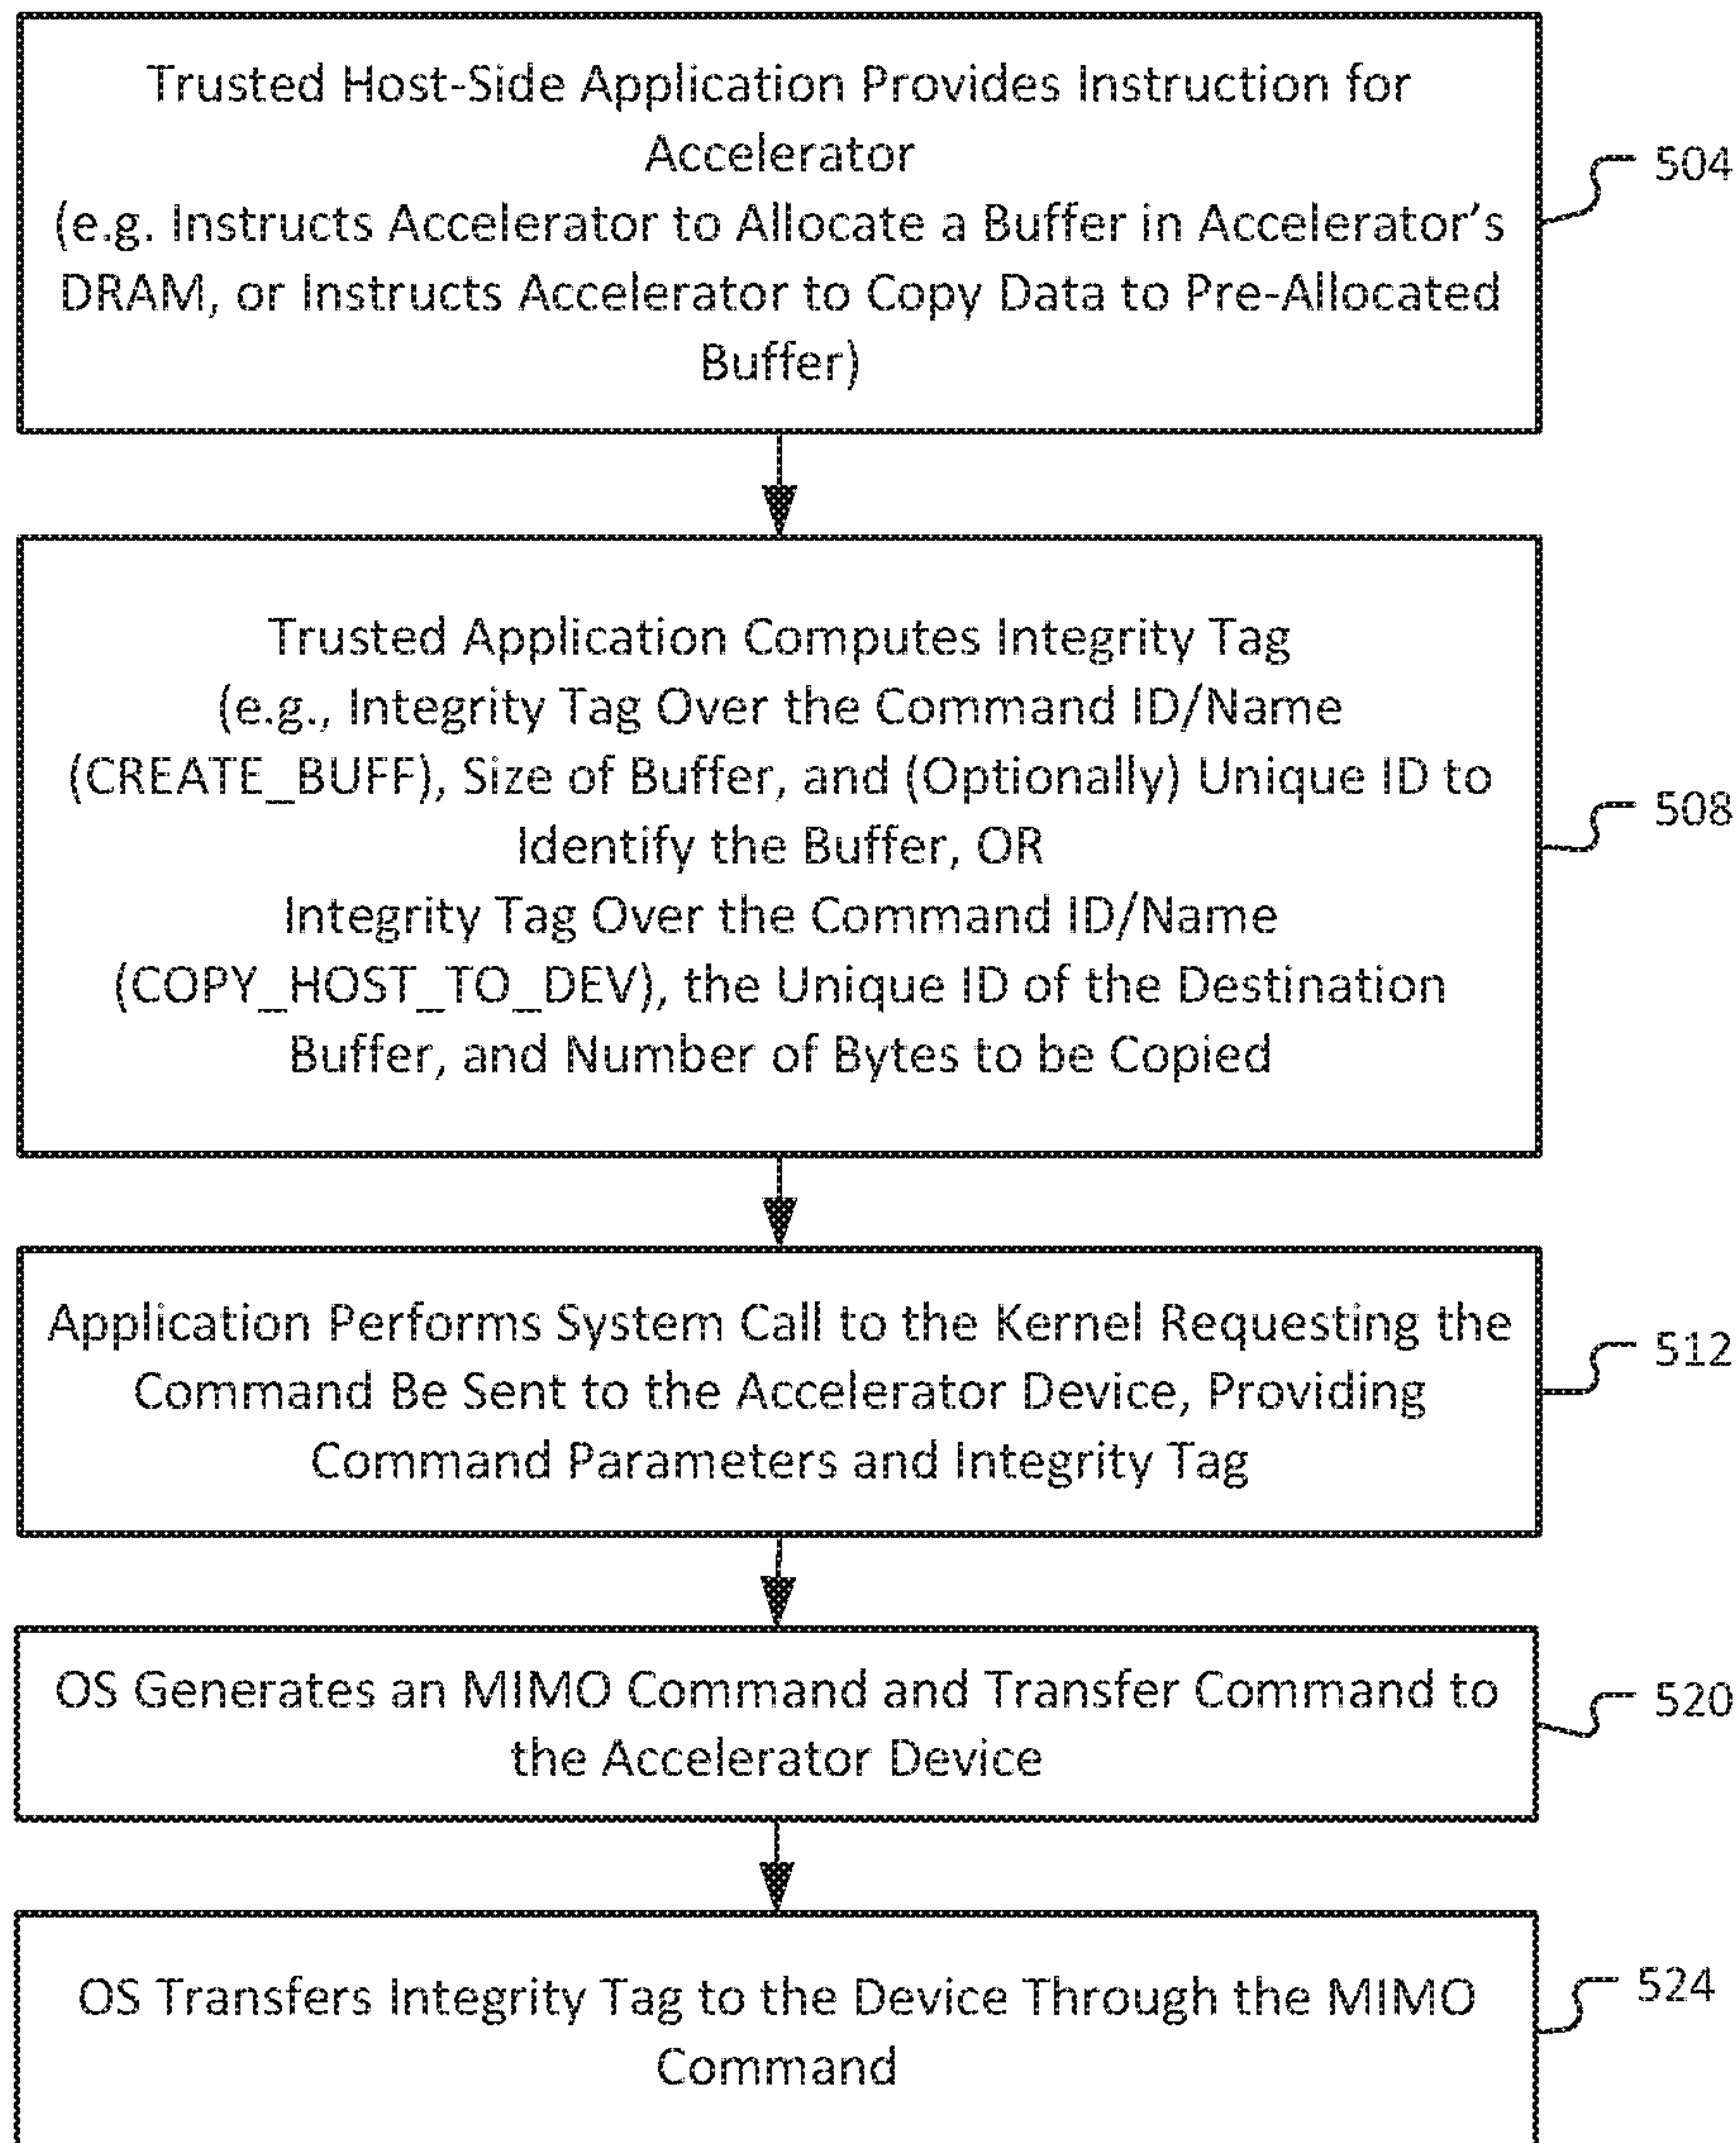 Trusted Host-Side Application Provides Instruction for
Accelerator
(e.g. Instructs Accelerator to Allocate a Buffer in Accelerator's
DRAM, or Instructs Accelerator to Copy Data to Pre-Allocated
Buffer)
504
Trusted Application Computes Integrity Tag
(e.g., Integrity Tag Over the Command ID/Name
(CREATE_BUFF), Size of Buffer, and (Optionally) Unique ID to
Identify the Buffer, OR
Integrity Tag Over the Command ID/Name
(COPY_HOST_TO_DEV), the Unique ID of the Destination
Buffer, and Number of Bytes to be Copied
508
Application Performs System Call to the Kernel Requesting the
Command Be Sent to the Accelerator Device, Providing
Command Parameters and Integrity Tag
512
OS Generates an MIMO Command and Transfer Command to
the Accelerator Device
520
OS Transfers Integrity Tag to the Device Through the MIMO
Command
524